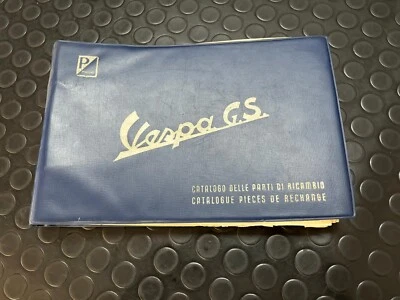 P
Vespa G.S.
CATALOGO DELLE PARTI DI RICAMBIO
CATALOGUE PIECES DE RECHANGE